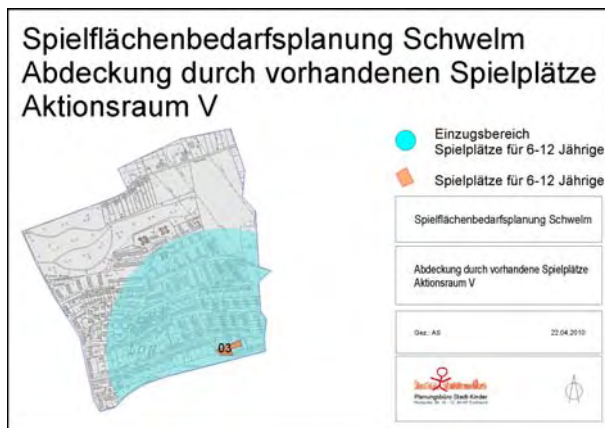 Spielflächenbedarfsplanung Schwelm
Abdeckung durch vorhandenen Spielplätze
Aktionsraum V
Einzugsbereich
Spielplätze für 6-12 Jährige
Spielplätze für 6-12 Jährige
Spielflächenbedarfsplanung Schwelm
Abdeckung durch vorhandene Spielplätze
Aktionsraum V
03
Gez.: AS 22.04.2010
Planungsbüro Stadt-Kinder